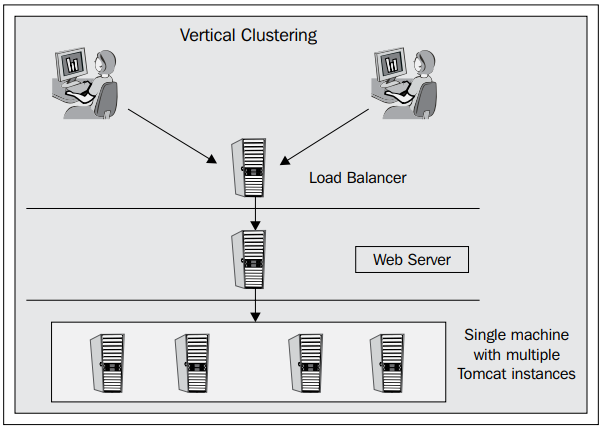 Vertical Clustering
Load Balancer
Web Server
Single machine
with multiple
Tomcat instances